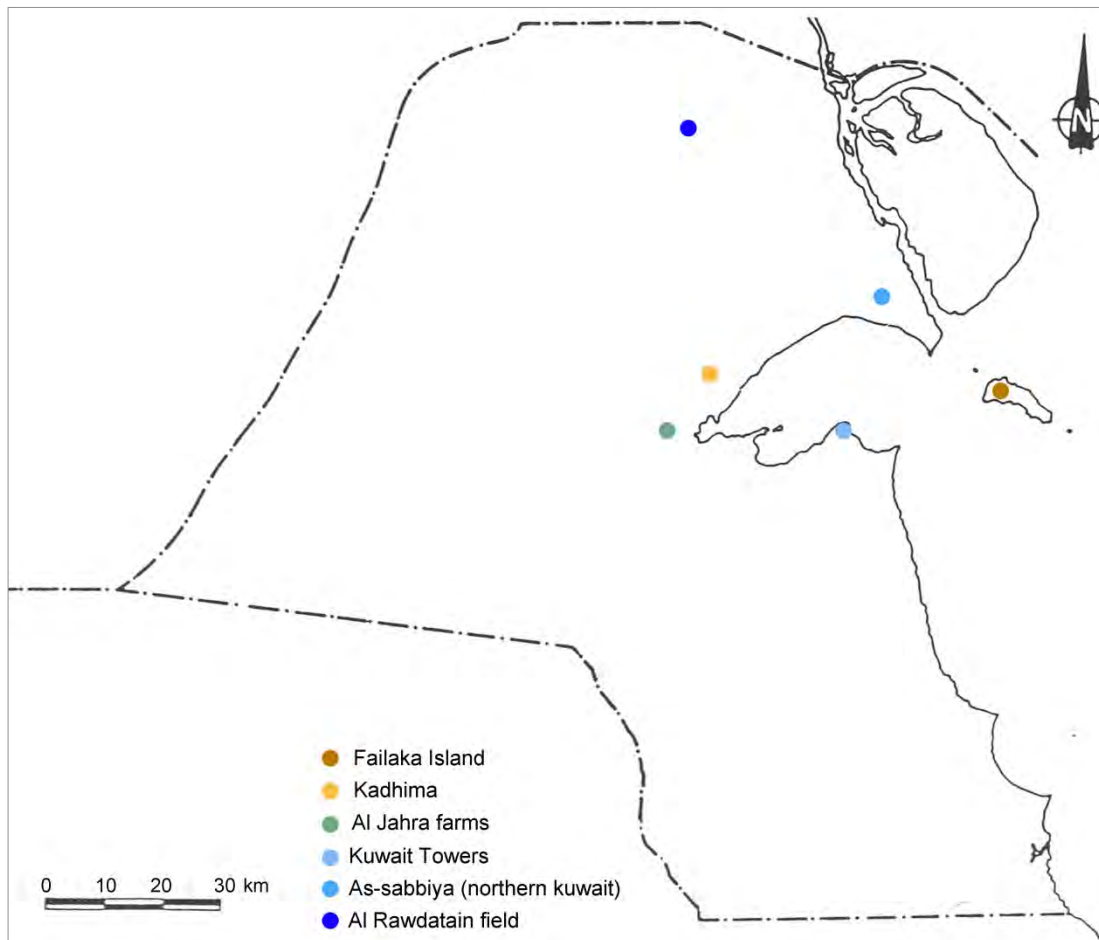 N
Failaka Island
Kadhima
Al Jahra farms
Kuwait Towers
As-sabbiya (northern kuwait)
Al Rawdatain field
0 10 20 30 km